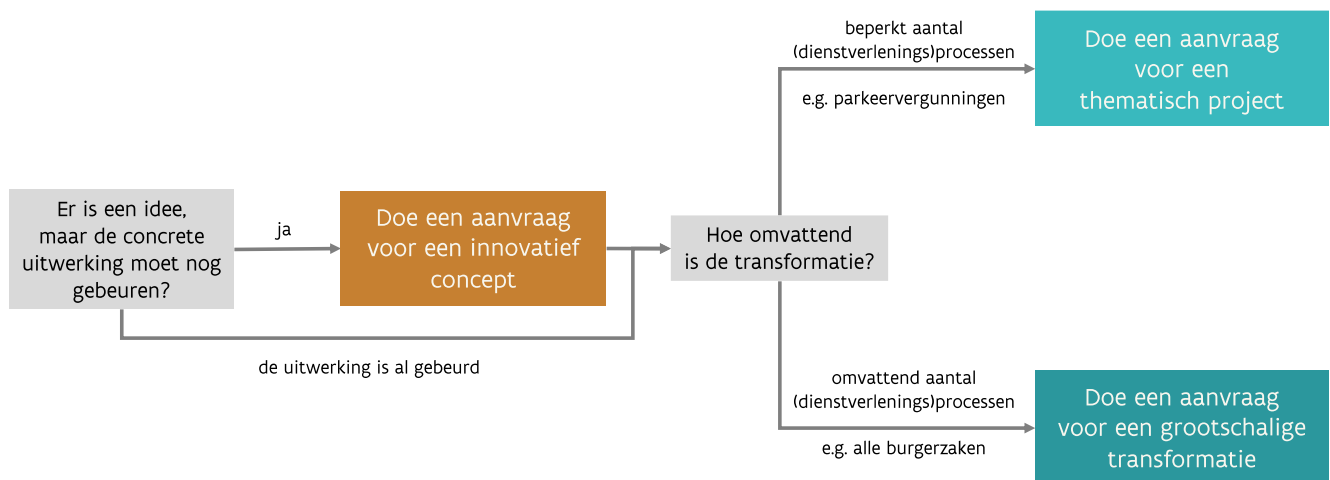 Er is een idee,
maar de concrete
uitwerking moet nog
gebeuren?
ja
Doe een aanvraag
voor een innovatief
concept
de uitwerking is al gebeurd
Hoe omvattend
is de transformatie?
beperkt aantal
(dienstverlenings)processen
e.g. parkeervergunningen
Doe een aanvraag
voor een
thematisch project
omvattend aantal
(dienstverlenings)processen
e.g. alle burgerzaken
Doe een aanvraag
voor een grootschalige
transformatie